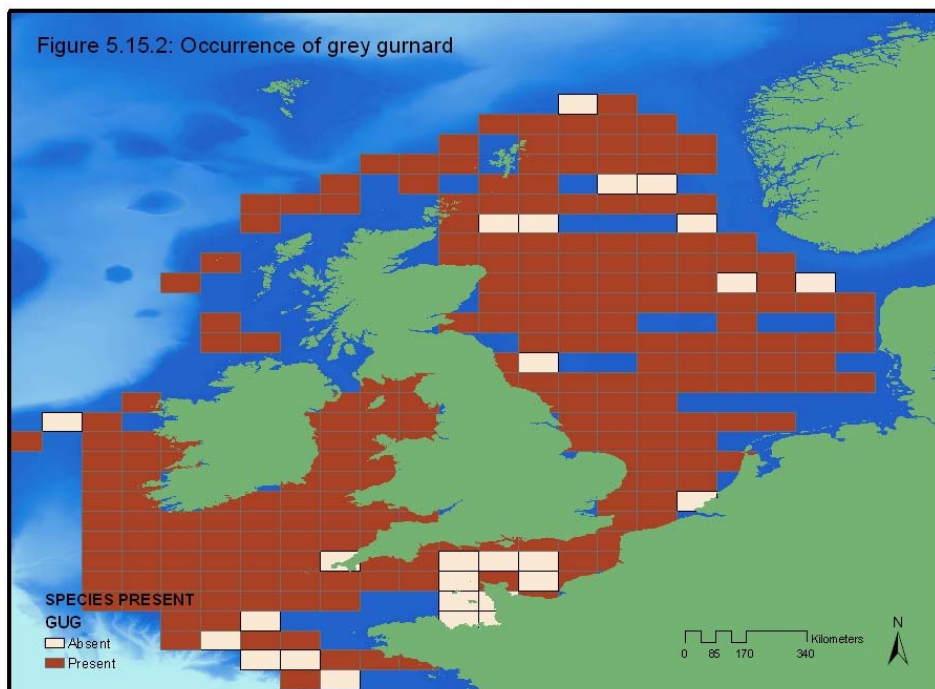 Figure 5.15.2: Occurrence of grey gurnard
SPECIES PRESENT
GUG
Absent
Present
N
Kilometers
0 85 170 340